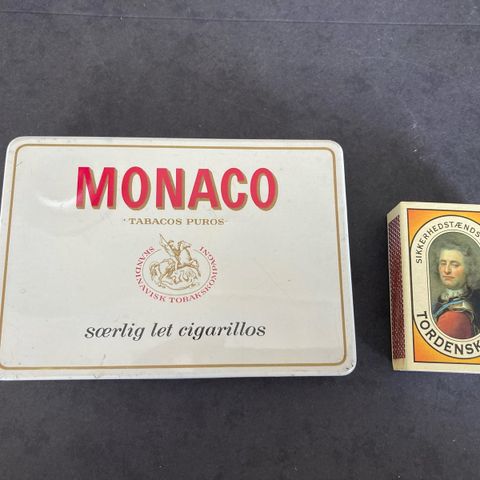 MONACO
TABACOS PUROS
SKANDINAVISK TOBAKSKOMPAGNI
særlig let cigarillos
SIKKERHEDSTÆNDS
TORDENSK